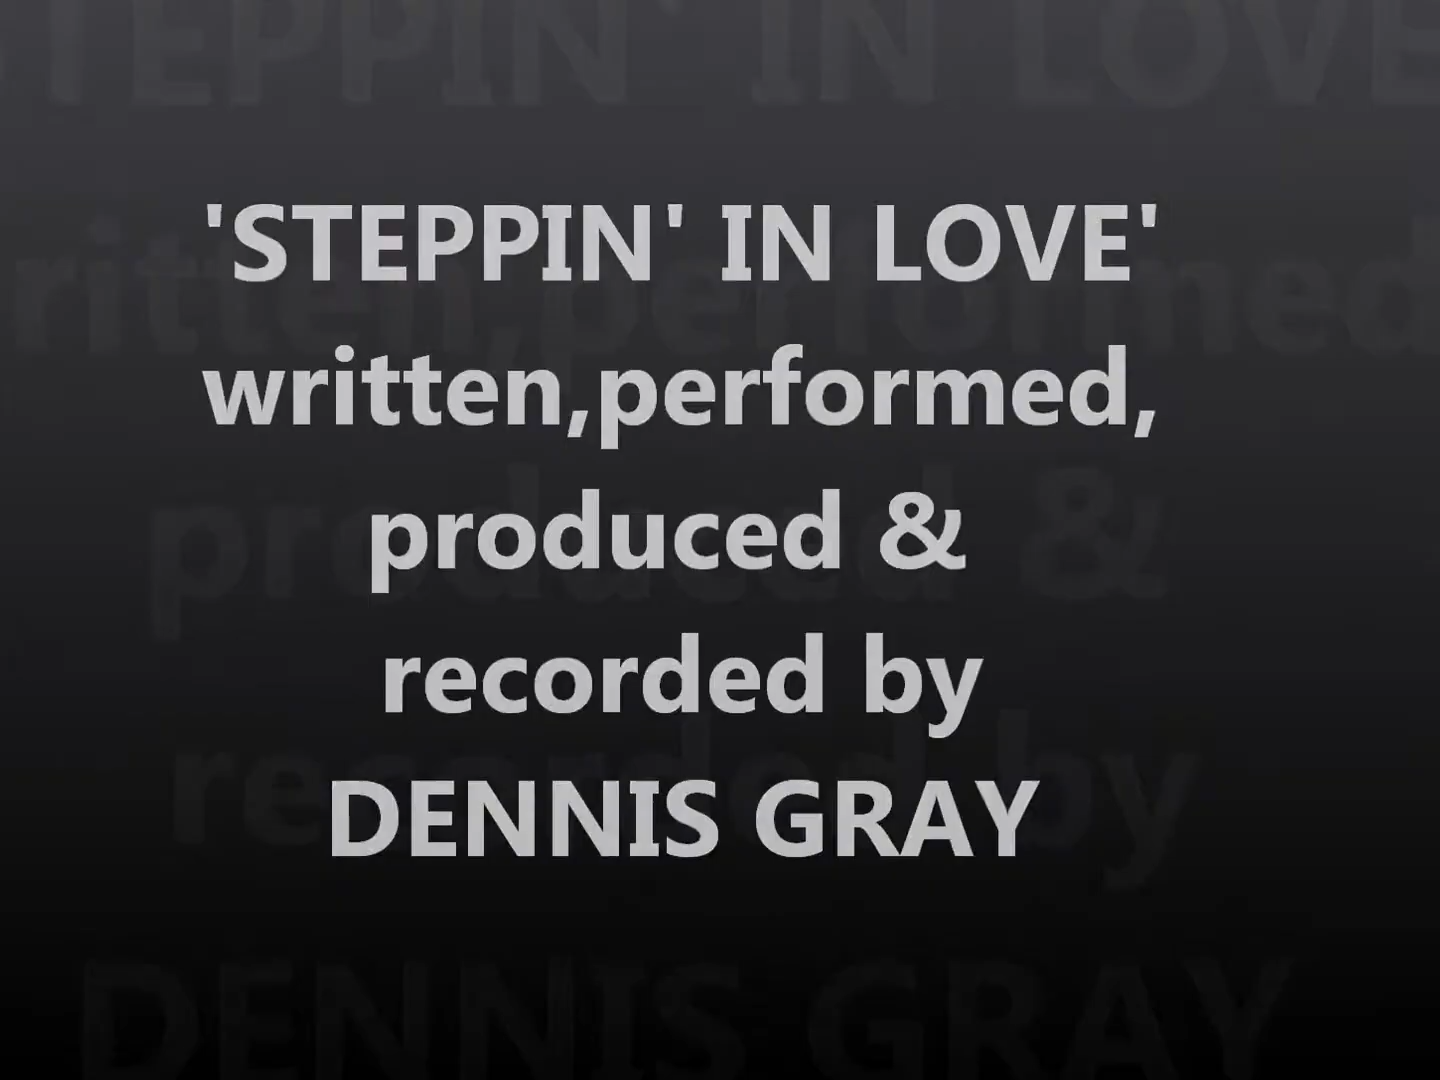 'STEPPIN' IN LOVE'
written,performed,
produced &
recorded by
DENNIS GRAY